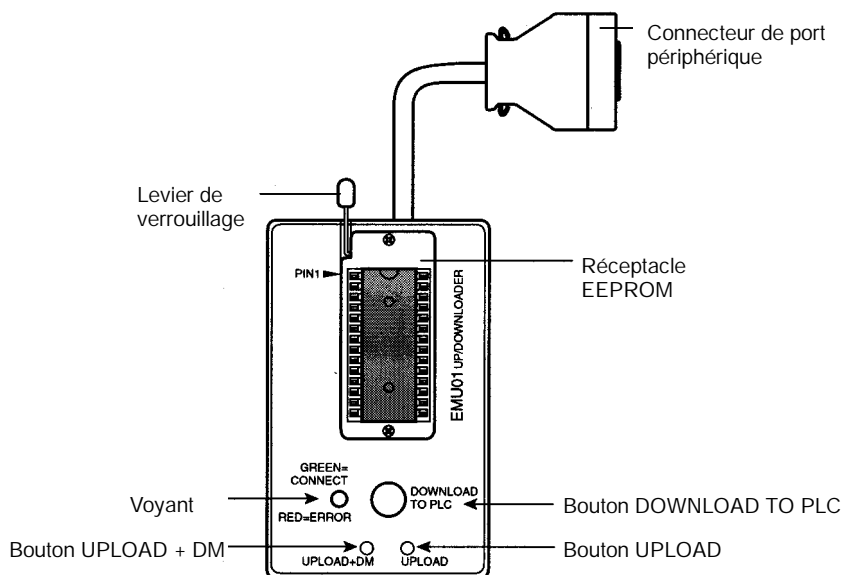 Connecteur de port
périphérique
Levier de
verrouillage
PIN1
Réceptacle
EEPROM
EMU01 UP/DOWNLOADER
GREEN=
CONNECT
RED=ERROR
DOWNLOAD
TO PLC
Voyant
Bouton DOWNLOAD TO PLC
Bouton UPLOAD + DM
UPLOAD+DM
UPLOAD
Bouton UPLOAD